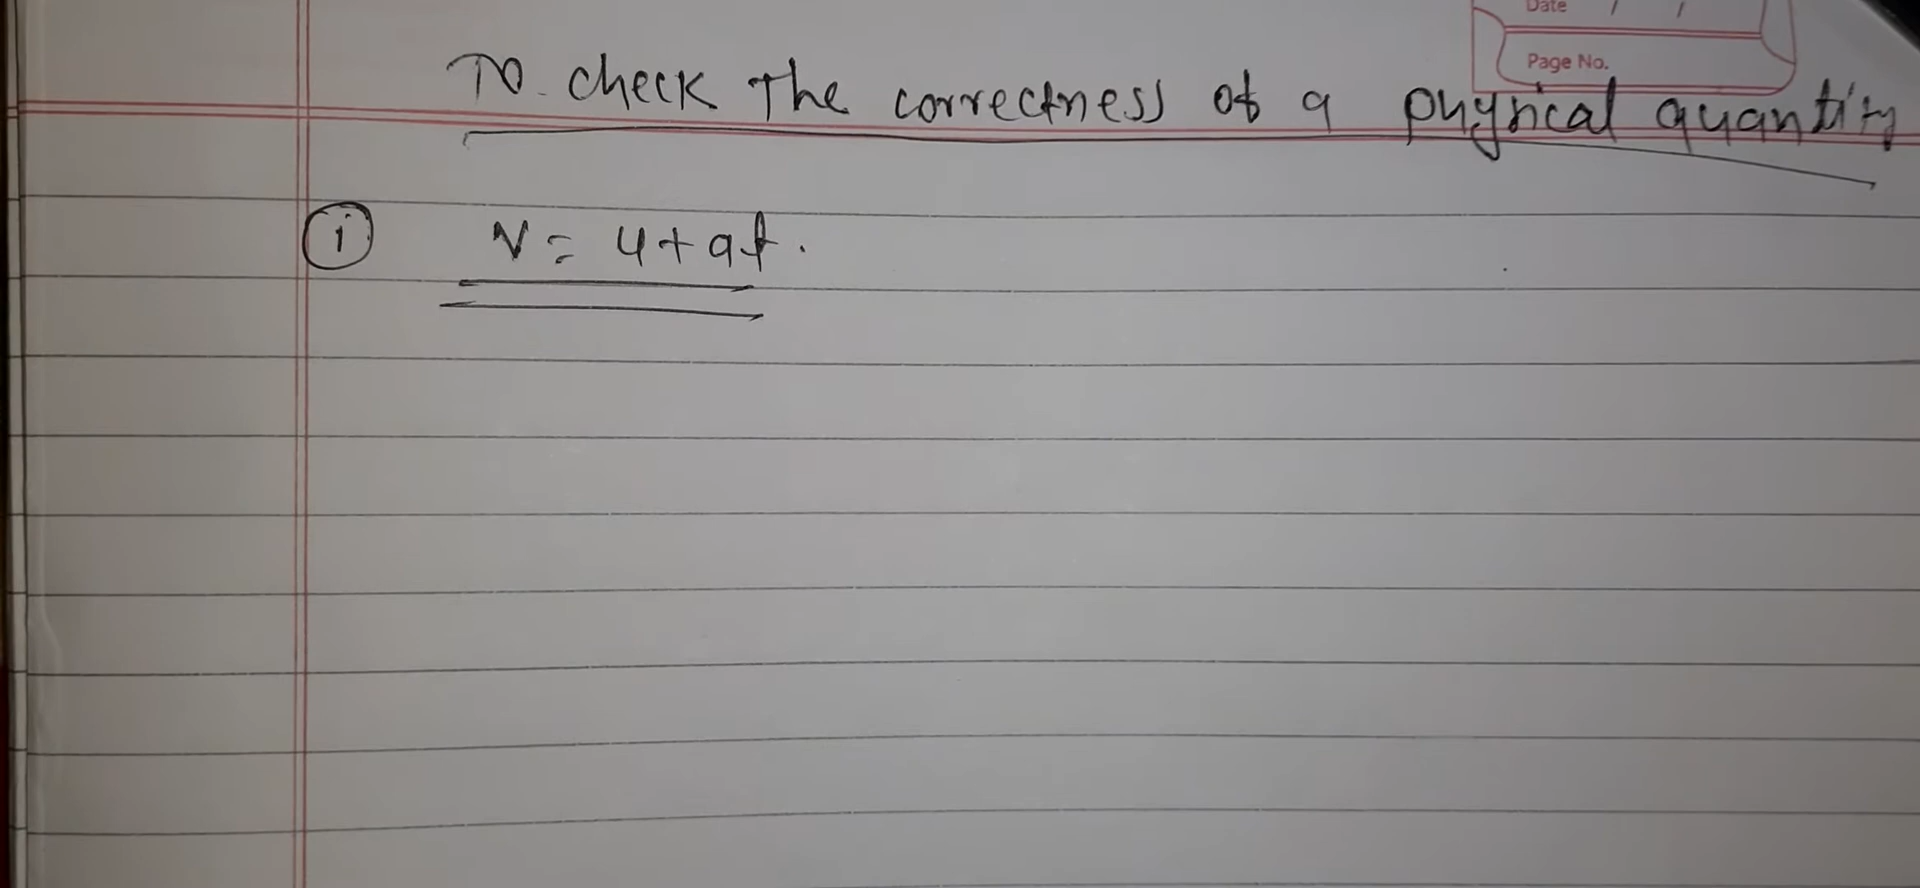 Date / /
Page No.
To check The correctness of a physical quantity
i v = u + at.